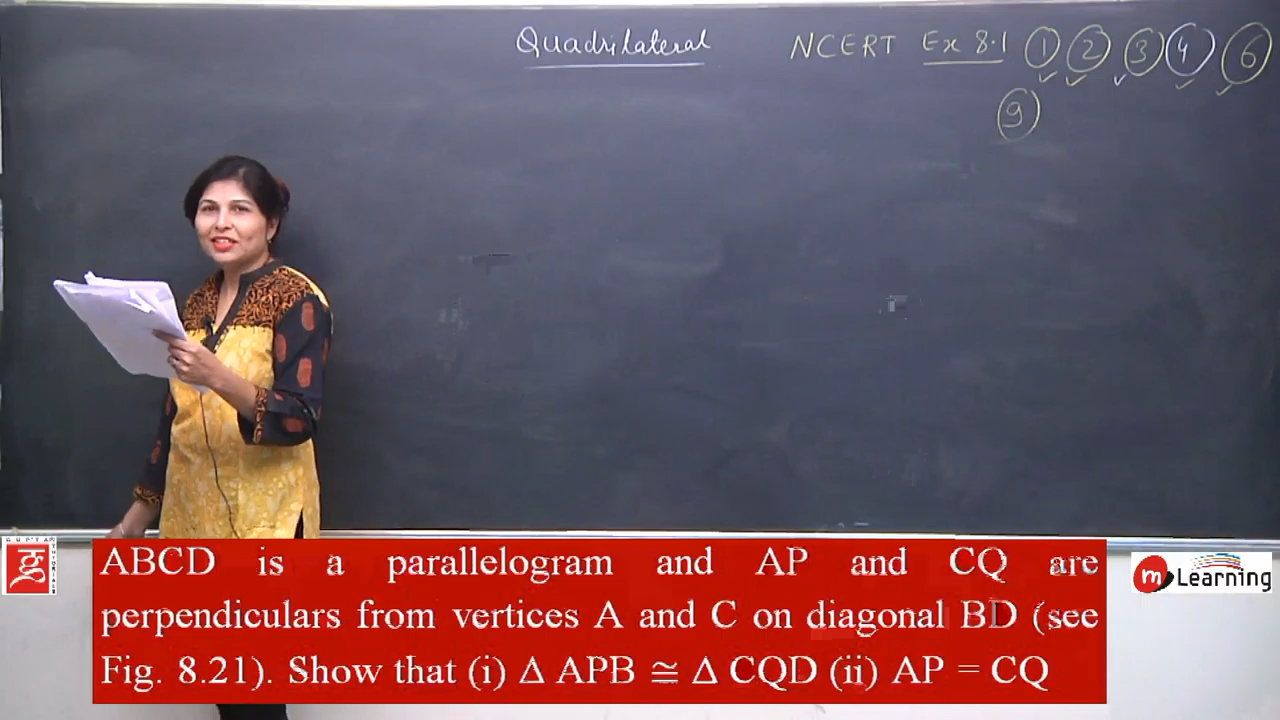 Quadrilateral NCERT Ex 8.1 1 2 3 4 6
9
GUPTA
TUTORIALS
ABCD is a parallelogram and AP and CQ are
perpendiculars from vertices A and C on diagonal BD (see
Fig. 8.21). Show that (i) Δ APB ≅ Δ CQD (ii) AP = CQ
m Learning